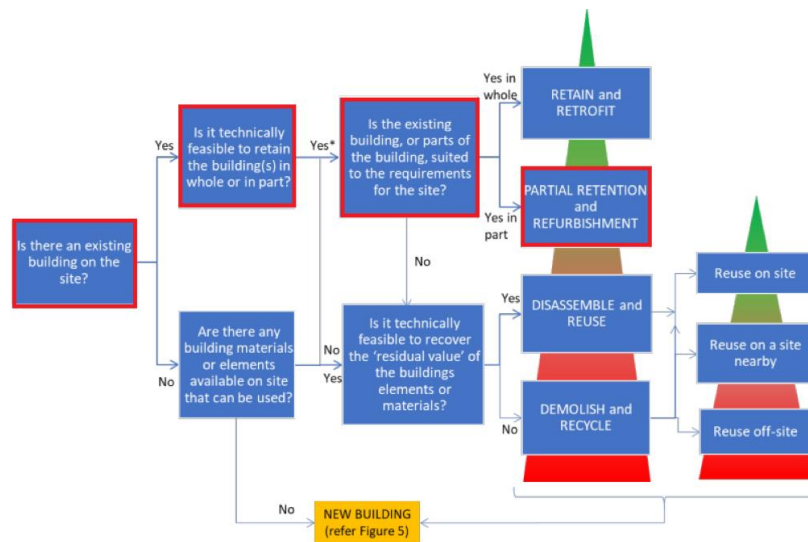 Is there an existing
building on the
site?
Yes
No
Is it technically
feasible to retain
the building(s) in
whole or in part?
Are there any
building materials
or elements
available on site
that can be used?
Yes*
No
Yes
Is the existing
building, or parts of
the building, suited
to the requirements
for the site?
No
Is it technically
feasible to recover
the ‘residual value’ of
the buildings
elements or
materials?
Yes in
whole
Yes in
part
Yes
No
RETAIN and
RETROFIT
PARTIAL RETENTION
and
REFURBISHMENT
DISASSEMBLE and
REUSE
DEMOLISH and
RECYCLE
Reuse on site
Reuse on a site
nearby
Reuse off-site
No
NEW BUILDING
(refer Figure 5)